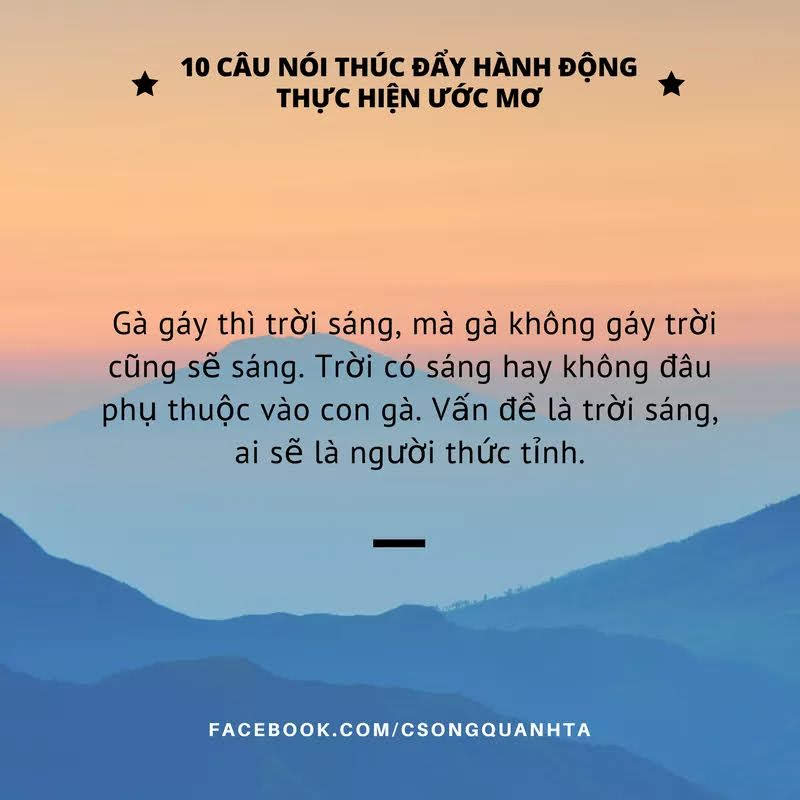 10 CÂU NÓI THÚC ĐẨY HÀNH ĐỘNG
THỰC HIỆN ƯỚC MƠ
Gà gáy thì trời sáng, mà gà không gáy trời
cũng sẽ sáng. Trời có sáng hay không đâu
phụ thuộc vào con gà. Vấn đề là trời sáng,
ai sẽ là người thức tỉnh.
FACEBOOK.COM/CSONGQUANHTA